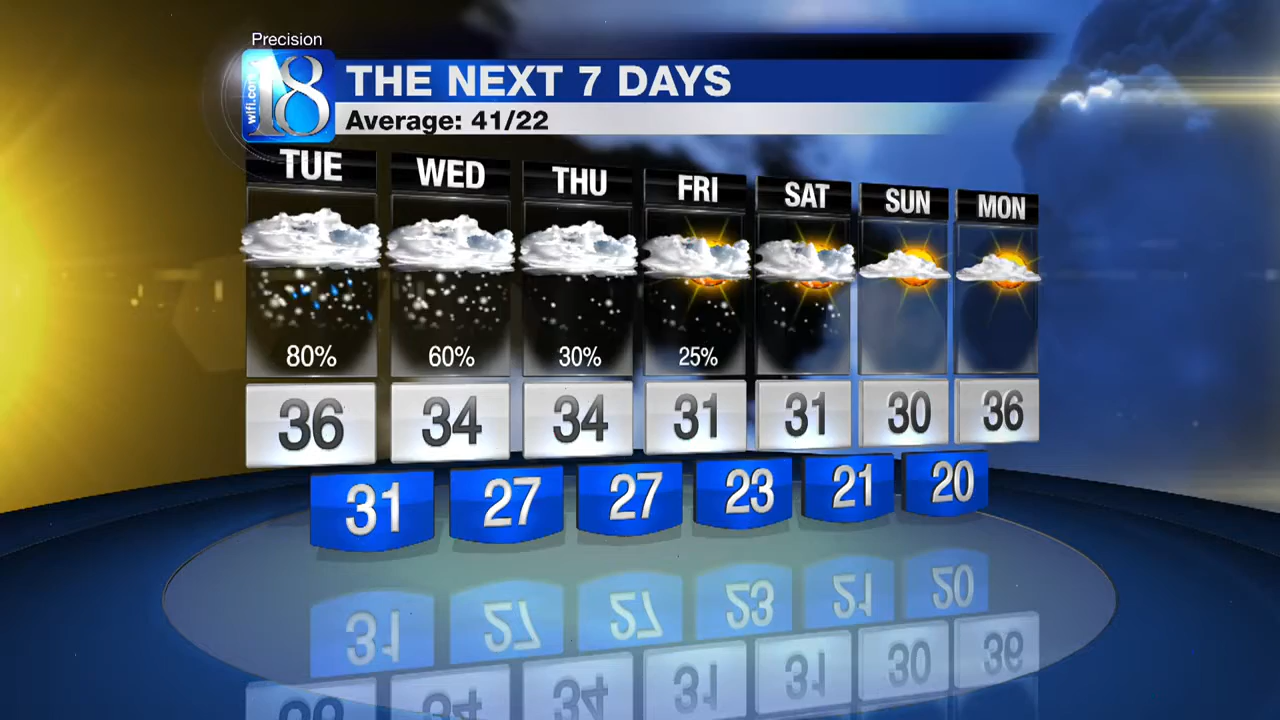 Precision
wlfi.com
18
THE NEXT 7 DAYS
Average: 41/22
TUE WED THU FRI SAT SUN MON
80% 60% 30% 25%
36 34 34 31 31 30 36
31 27 27 23 21 20